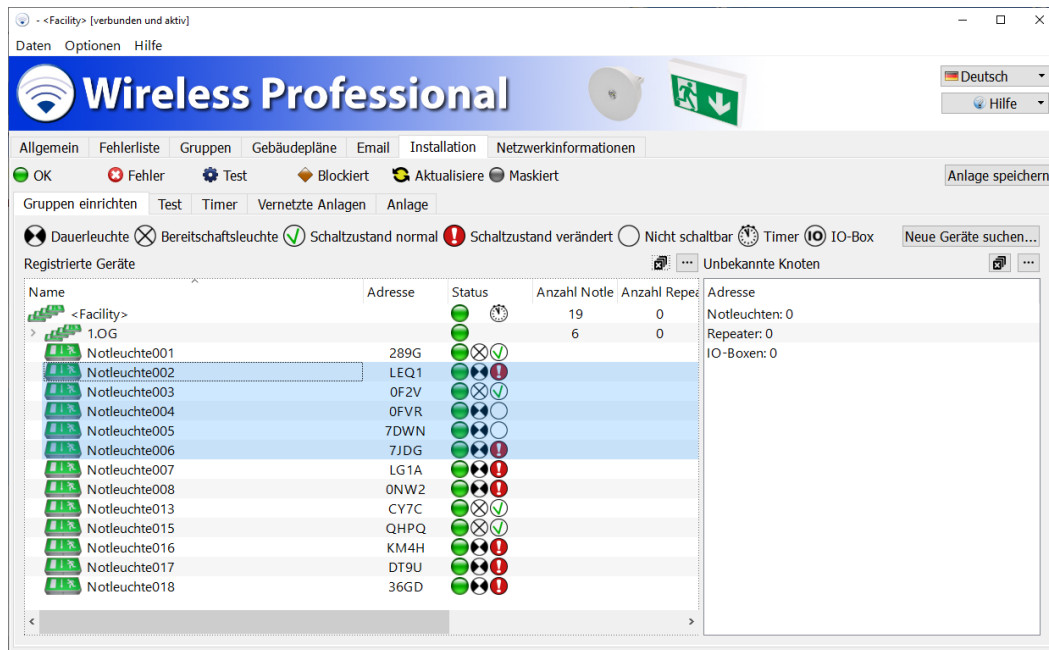 - <Facility> [verbunden und aktiv]
Daten Optionen Hilfe
Wireless Professional
Deutsch
Hilfe
Allgemein Fehlerliste Gruppen Gebäudepläne Email Installation Netzwerkinformationen
OK Fehler Test Blockiert Aktualisiere Maskiert Anlage speichern
Gruppen einrichten Test Timer Vernetzte Anlagen Anlage
Dauerleuchte Bereitschaftsleuchte Schaltzustand normal Schaltzustand verändert Nicht schaltbar Timer IO IO-Box Neue Geräte suchen...
Registrierte Geräte ... Unbekannte Knoten ...
Name Adresse Status Anzahl Notle Anzahl Repea Adresse
<Facility> 19 0 Notleuchten: 0
1.OG 6 0 Repeater: 0
Notleuchte001 289G IO-Boxen: 0
Notleuchte002 LEQ1
Notleuchte003 0F2V
Notleuchte004 0FVR
Notleuchte005 7DWN
Notleuchte006 7JDG
Notleuchte007 LG1A
Notleuchte008 0NW2
Notleuchte013 CY7C
Notleuchte015 QHPQ
Notleuchte016 KM4H
Notleuchte017 DT9U
Notleuchte018 36GD